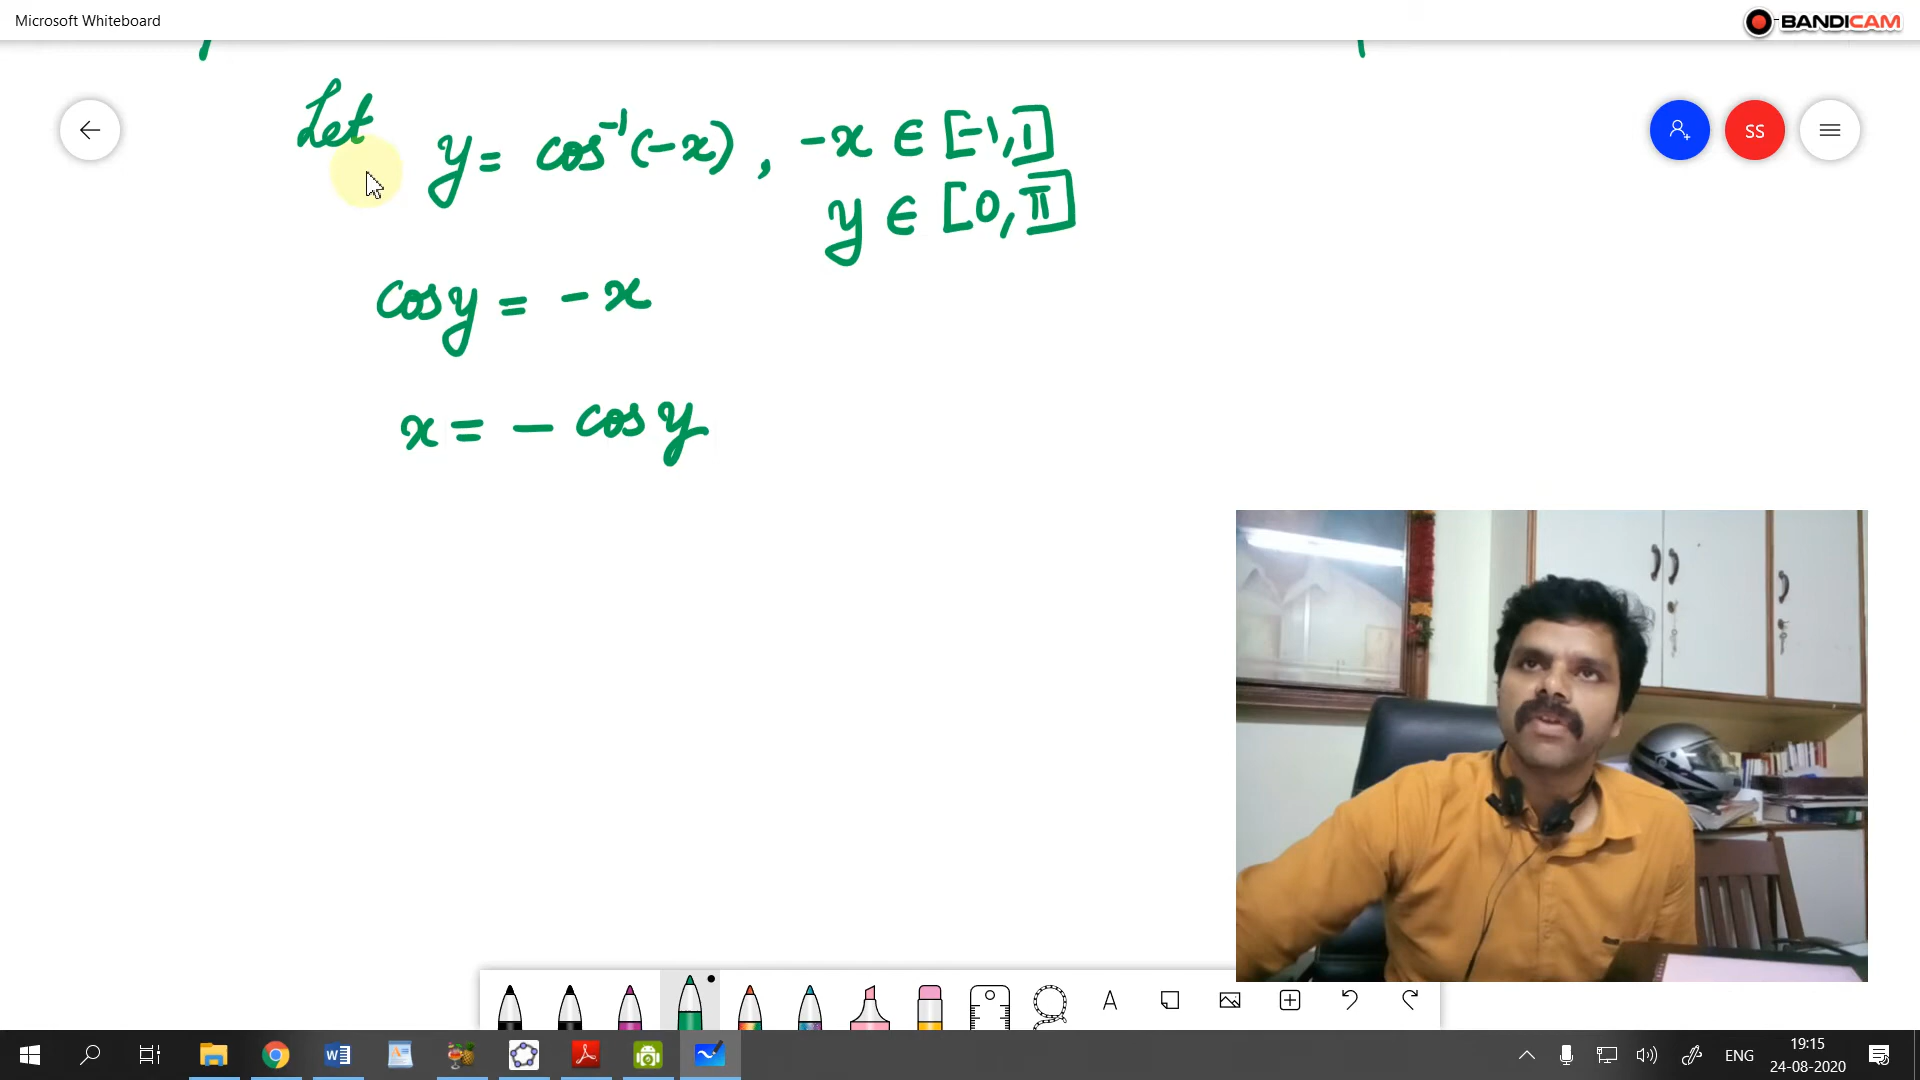 Microsoft Whiteboard
BANDICAM
Let y = cos⁻¹(-x), -x ∈ [-1,1]
y ∈ [0,π]
SS
cos y = -x
x = - cos y
A
W
ENG
19:15
24-08-2020